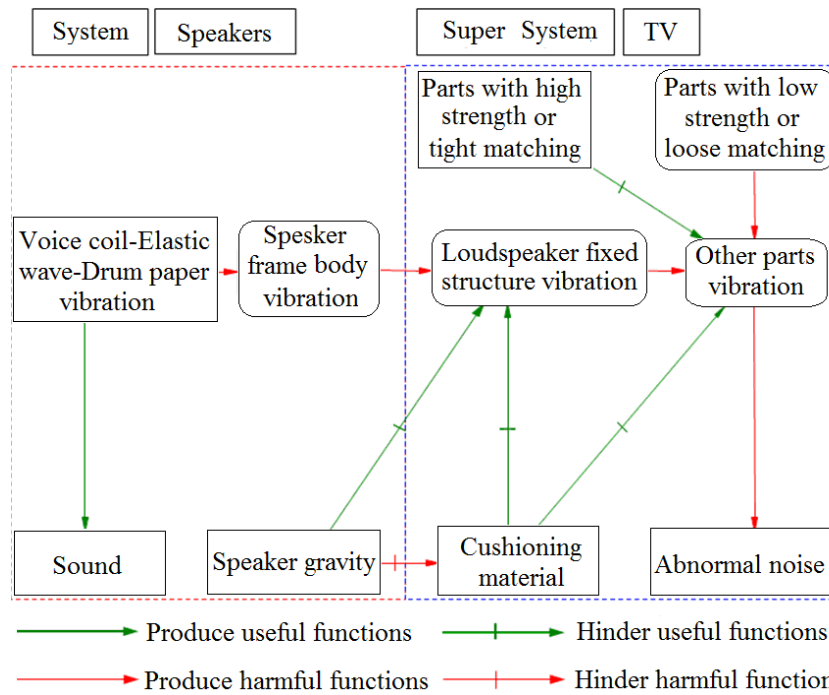 System
Speakers
Super System
TV
Parts with high
strength or
tight matching
Parts with low
strength or
loose matching
Voice coil-Elastic
wave-Drum paper
vibration
Spesker
frame body
vibration
Loudspeaker fixed
structure vibration
Other parts
vibration
Sound
Speaker gravity
Cushioning
material
Abnormal noise
Produce useful functions
Hinder useful functions
Produce harmful functions
Hinder harmful function